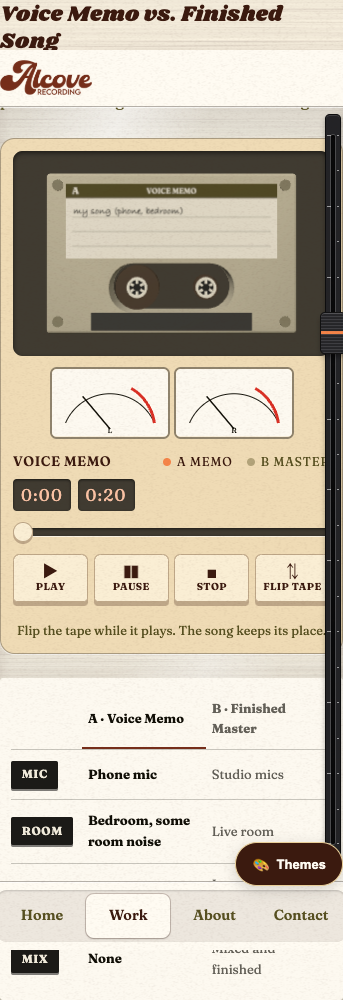 Voice Memo vs. Finished
Song
Alcove
RECORDING
A VOICE MEMO
my song (phone, bedroom)
L R
VOICE MEMO A MEMO B MASTER
0:00 0:20
PLAY PAUSE STOP FLIP TAPE
Flip the tape while it plays. The song keeps its place.
A · Voice Memo
B · Finished
Master
MIC Phone mic Studio mics
ROOM Bedroom, some
room noise
Live room
🎨 Themes
Home Work About Contact
MIX None
Mixed and
finished